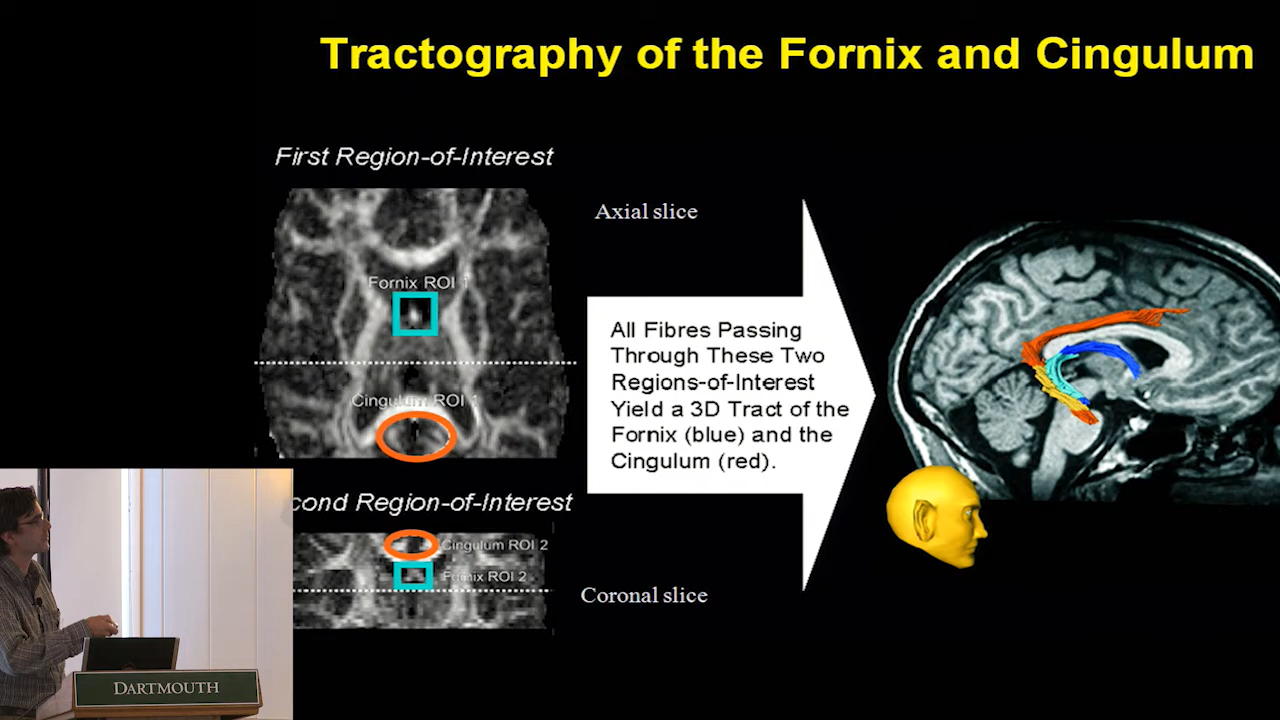 Tractography of the Fornix and Cingulum
First Region-of-Interest
Axial slice
Fornix ROI 1
Cingulum ROI 1
All Fibres Passing
Through These Two
Regions-of-Interest
Yield a 3D Tract of the
Fornix (blue) and the
Cingulum (red).
cond Region-of-Interest
Cingulum ROI 2
Fornix ROI 2
Coronal slice
DARTMOUTH